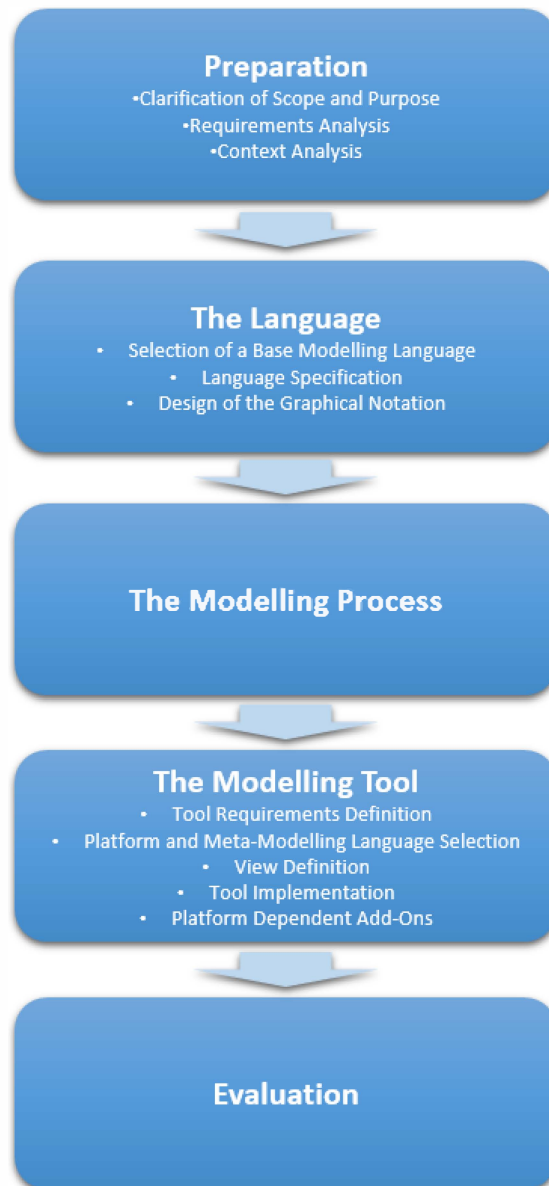 Preparation
•Clarification of Scope and Purpose
•Requirements Analysis
•Context Analysis
The Language
• Selection of a Base Modelling Language
• Language Specification
• Design of the Graphical Notation
The Modelling Process
The Modelling Tool
• Tool Requirements Definition
• Platform and Meta-Modelling Language Selection
• View Definition
• Tool Implementation
• Platform Dependent Add-Ons
Evaluation